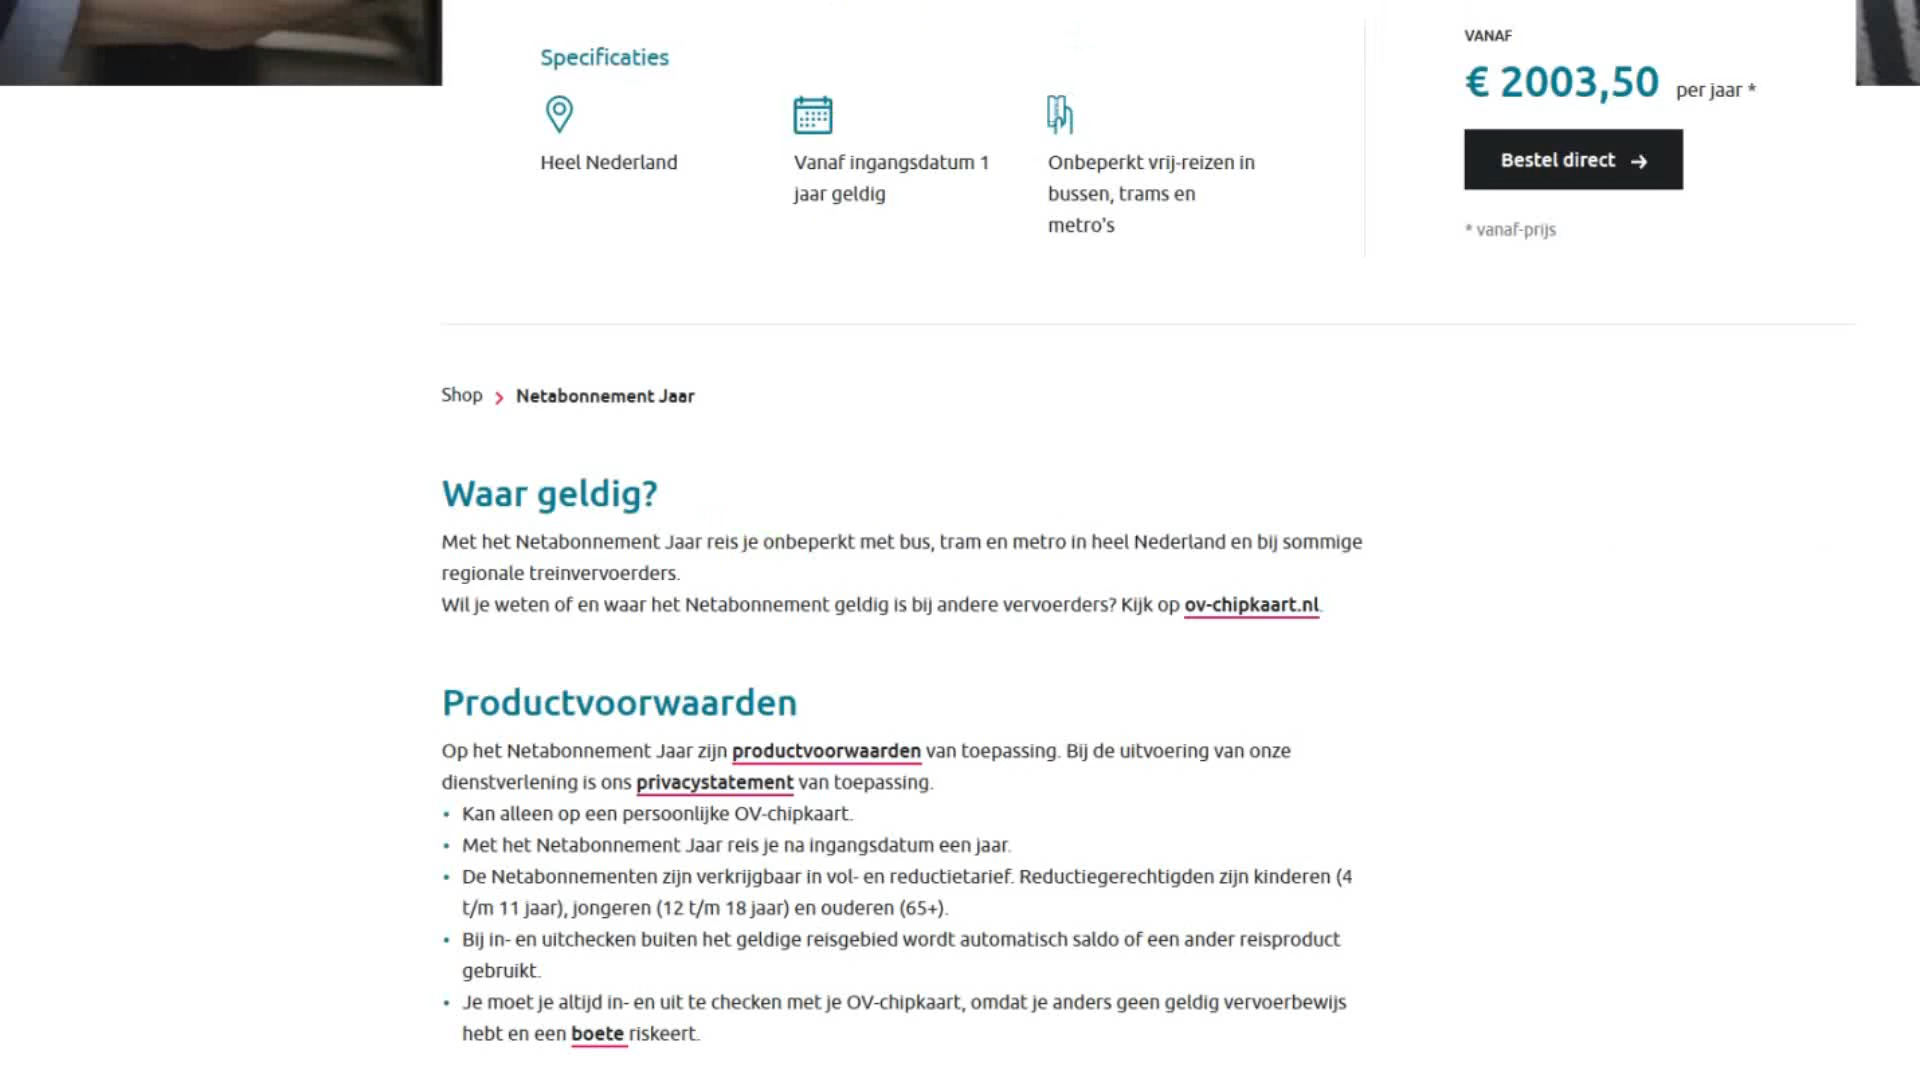 Specificaties
Heel Nederland
Vanaf ingangsdatum 1
jaar geldig
Onbeperkt vrij-reizen in
bussen, trams en
metro's
VANAF
€ 2003,50 per jaar *
Bestel direct →
* vanaf-prijs
Shop > Netabonnement Jaar
Waar geldig?
Met het Netabonnement Jaar reis je onbeperkt met bus, tram en metro in heel Nederland en bij sommige
regionale treinvervoerders.
Wil je weten of en waar het Netabonnement geldig is bij andere vervoerders? Kijk op ov-chipkaart.nl.
Productvoorwaarden
Op het Netabonnement Jaar zijn productvoorwaarden van toepassing. Bij de uitvoering van onze
dienstverlening is ons privacystatement van toepassing.
• Kan alleen op een persoonlijke OV-chipkaart.
• Met het Netabonnement Jaar reis je na ingangsdatum een jaar.
• De Netabonnementen zijn verkrijgbaar in vol- en reductietarief. Reductiegerechtigden zijn kinderen (4
t/m 11 jaar), jongeren (12 t/m 18 jaar) en ouderen (65+).
• Bij in- en uitchecken buiten het geldige reisgebied wordt automatisch saldo of een ander reisproduct
gebruikt.
• Je moet je altijd in- en uit te checken met je OV-chipkaart, omdat je anders geen geldig vervoerbewijs
hebt en een boete riskeert.